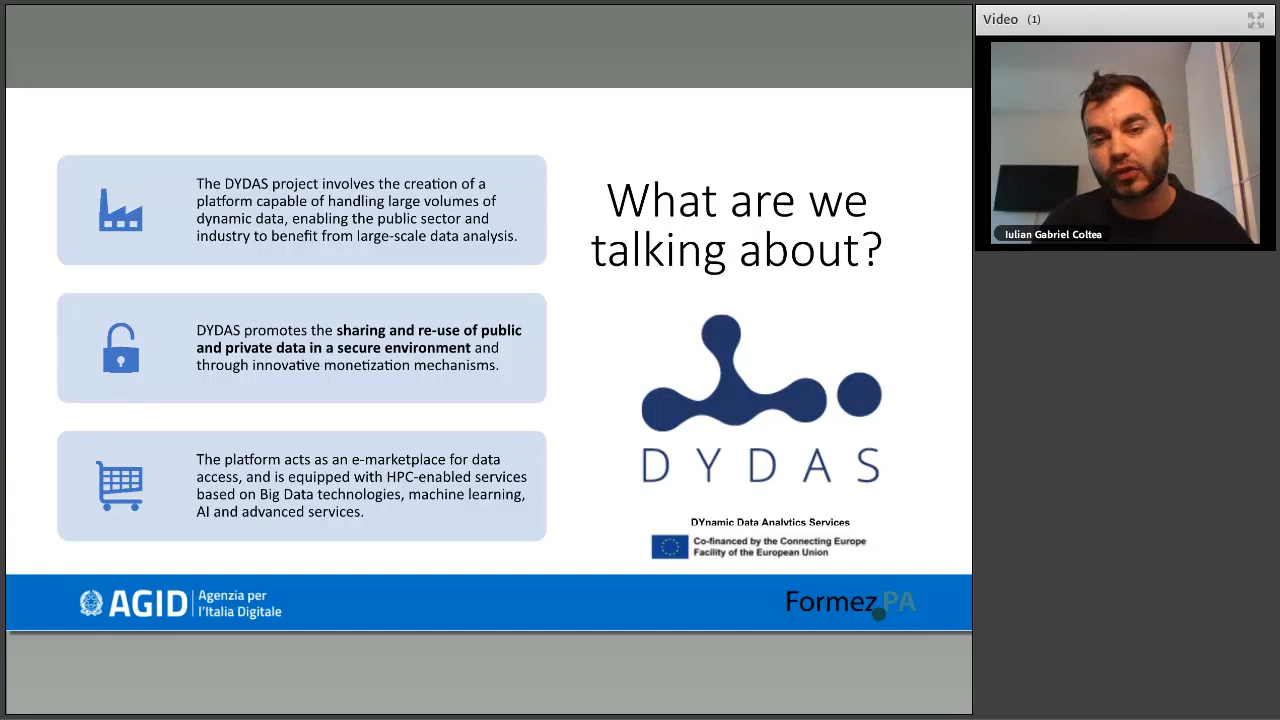 Video (1)
Iulian Gabriel Coltea
The DYDAS project involves the creation of a
platform capable of handling large volumes of
dynamic data, enabling the public sector and
industry to benefit from large-scale data analysis.
DYDAS promotes the sharing and re-use of public
and private data in a secure environment and
through innovative monetization mechanisms.
The platform acts as an e-marketplace for data
access, and is equipped with HPC-enabled services
based on Big Data technologies, machine learning,
AI and advanced services.
What are we
talking about?
DYDAS
DYnamic Data Analytics Services
Co-financed by the Connecting Europe
Facility of the European Union
AGID
Agenzia per
l'Italia Digitale
Formez PA